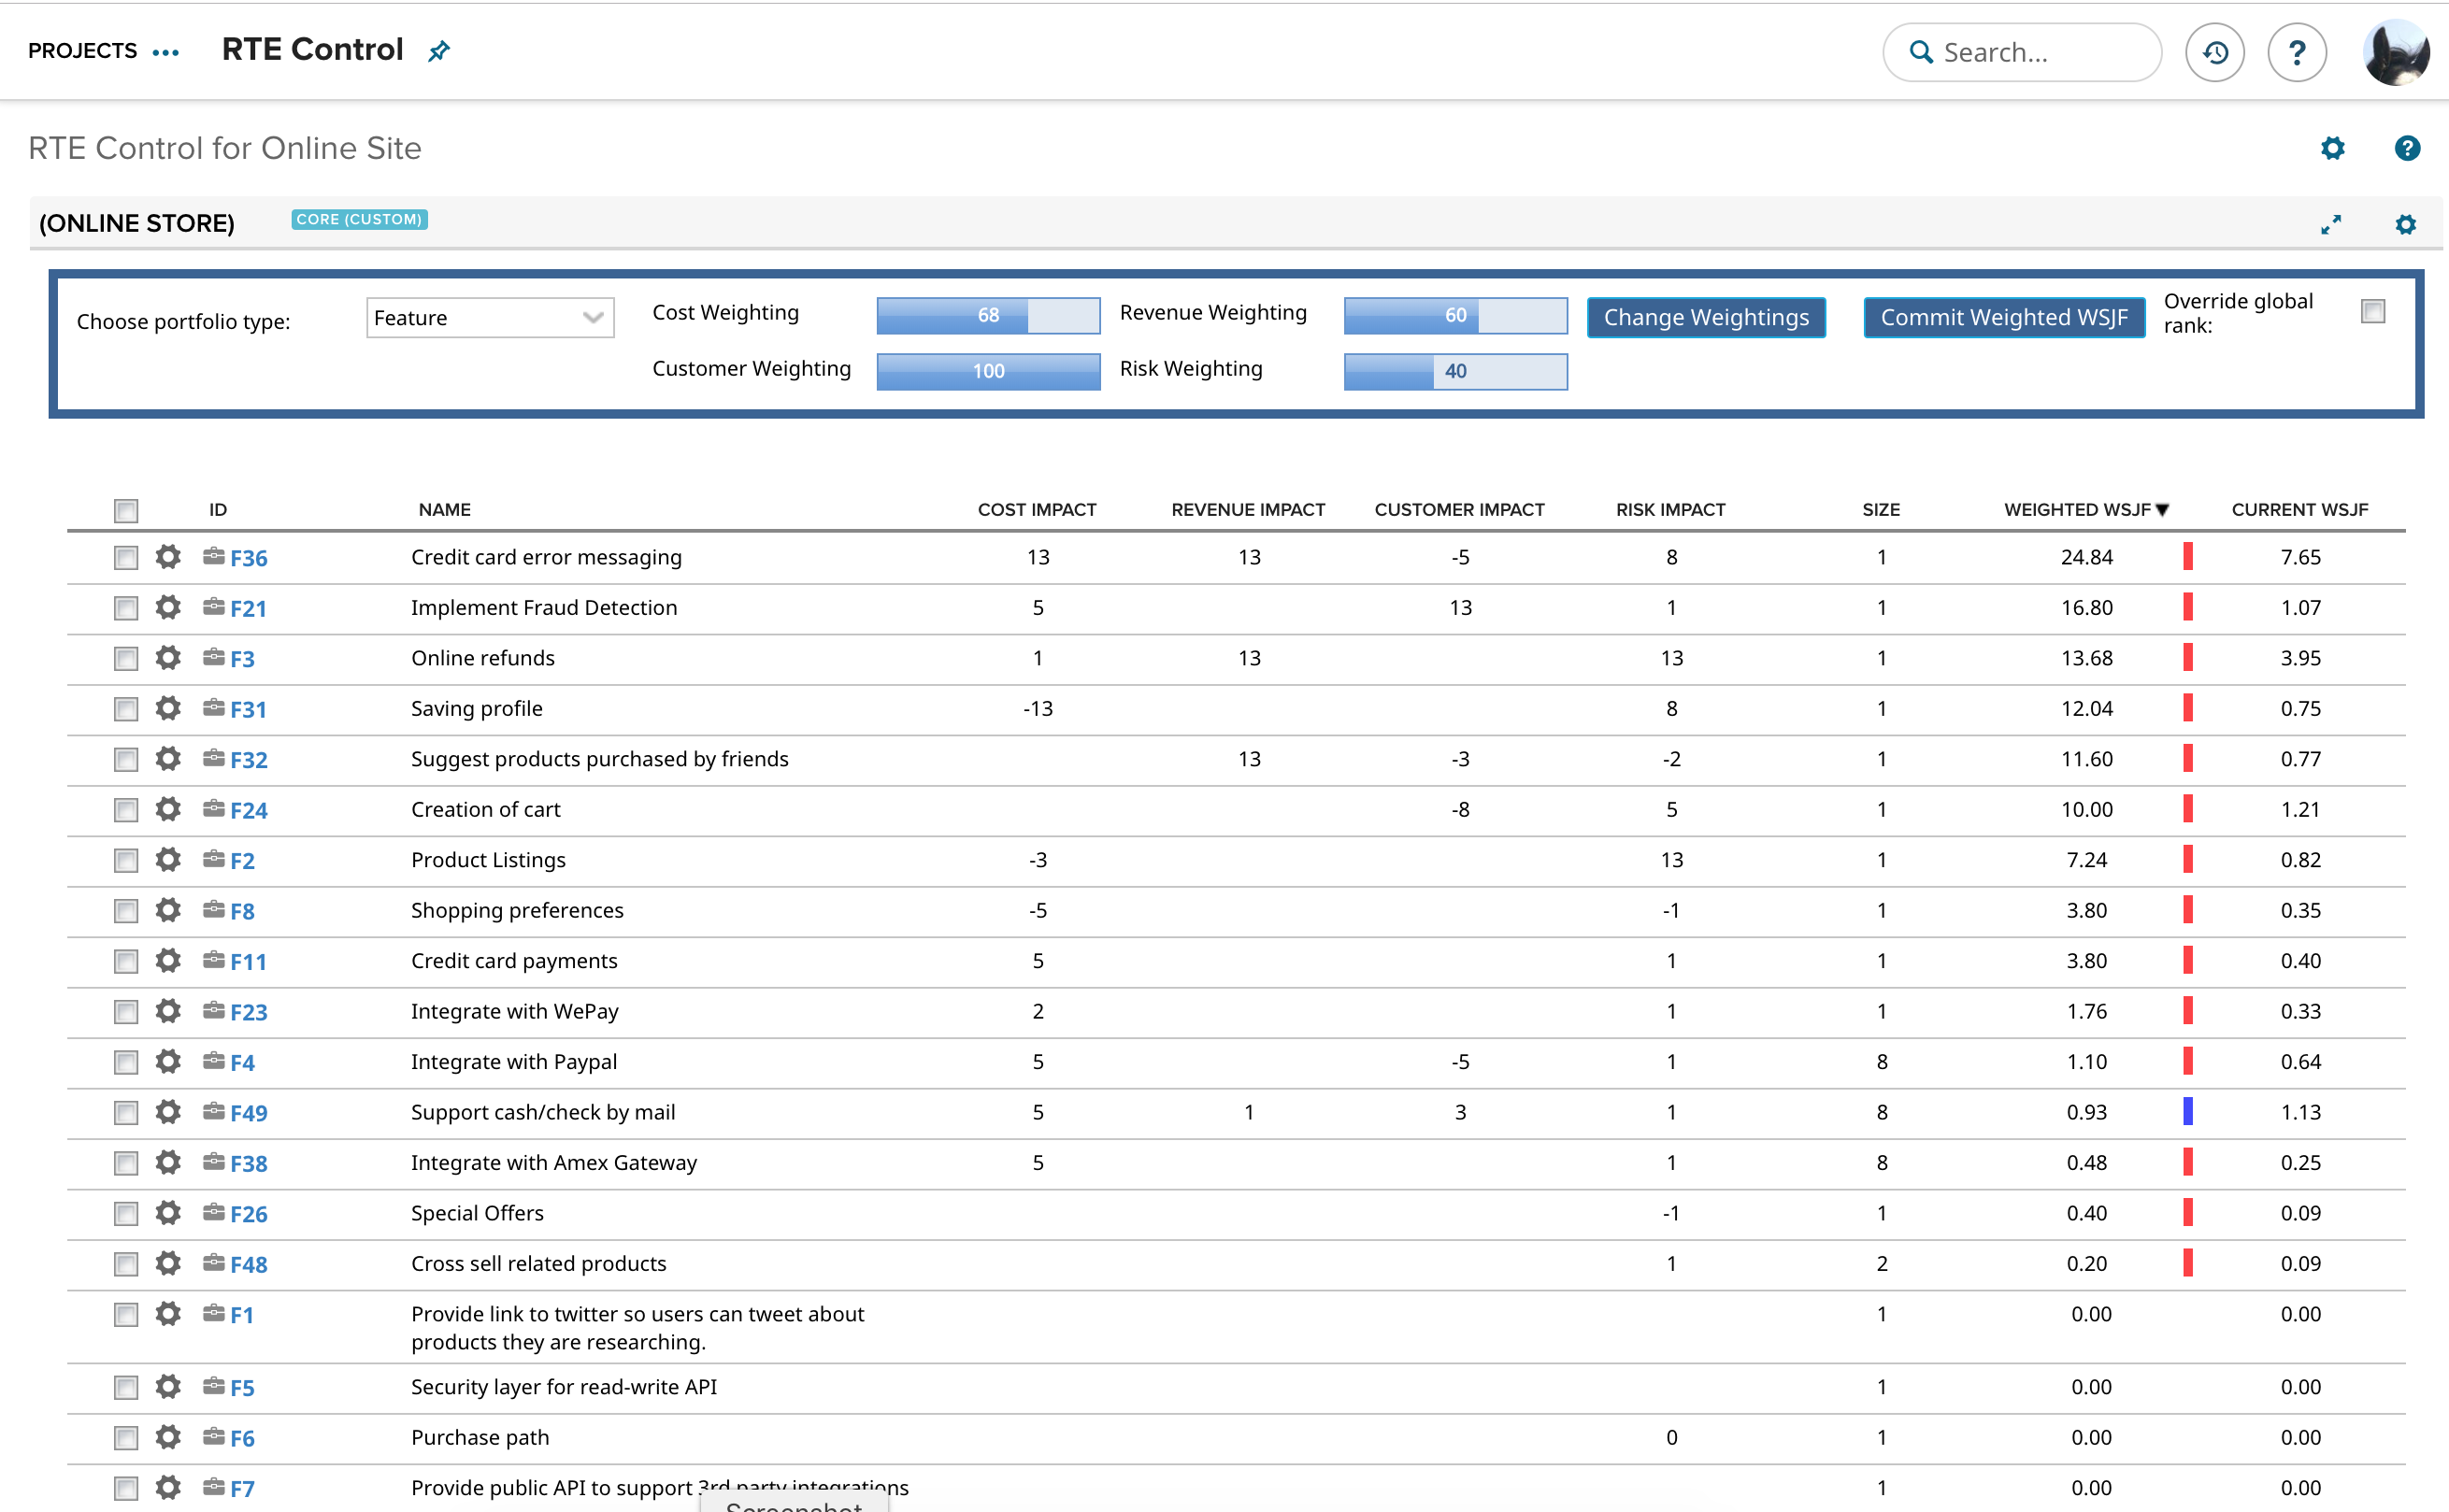 PROJECTS ••• RTE Control Search... ?
RTE Control for Online Site ?
(ONLINE STORE) CORE (CUSTOM)
Choose portfolio type: Feature Cost Weighting 68 Revenue Weighting 60 Change Weightings Commit Weighted WSJF Override global
rank:
Customer Weighting 100 Risk Weighting 40
ID NAME COST IMPACT REVENUE IMPACT CUSTOMER IMPACT RISK IMPACT SIZE WEIGHTED WSJF▼ CURRENT WSJF
F36 Credit card error messaging 13 13 -5 8 1 24.84 7.65
F21 Implement Fraud Detection 5 13 1 1 16.80 1.07
F3 Online refunds 1 13 13 1 13.68 3.95
F31 Saving profile -13 8 1 12.04 0.75
F32 Suggest products purchased by friends 13 -3 -2 1 11.60 0.77
F24 Creation of cart -8 5 1 10.00 1.21
F2 Product Listings -3 13 1 7.24 0.82
F8 Shopping preferences -5 -1 1 3.80 0.35
F11 Credit card payments 5 1 1 3.80 0.40
F23 Integrate with WePay 2 1 1 1.76 0.33
F4 Integrate with Paypal 5 -5 1 8 1.10 0.64
F49 Support cash/check by mail 5 1 3 1 8 0.93 1.13
F38 Integrate with Amex Gateway 5 1 8 0.48 0.25
F26 Special Offers -1 1 0.40 0.09
F48 Cross sell related products 1 2 0.20 0.09
F1 Provide link to twitter so users can tweet about 1 0.00 0.00
products they are researching.
F5 Security layer for read-write API 1 0.00 0.00
F6 Purchase path 0 1 0.00 0.00
F7 Provide public API to support 3rd party integrations 1 0.00 0.00
Screenshot